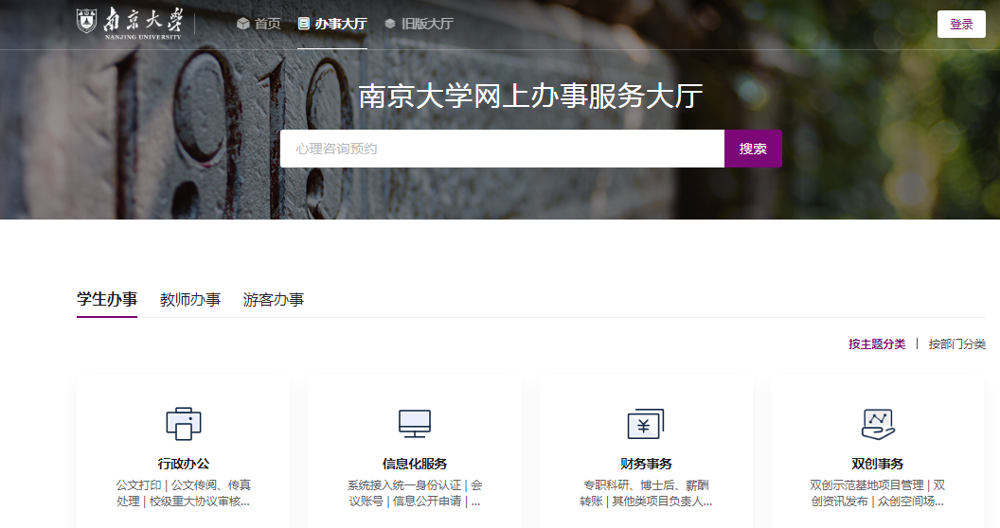 南京大学
NANJING UNIVERSITY
首页
办事大厅
旧版大厅
登录
1918
南京大学网上办事服务大厅
心理咨询预约
搜索
学生办事
教师办事
游客办事
按主题分类 | 按部门分类
行政办公
公文打印 | 公文传阅、传真
处理 | 校级重大协议审核...
信息化服务
系统接入统一身份认证 | 会
议账号 | 信息公开申请 | ...
财务事务
专职科研、博士后、薪酬
转账 | 其他类项目负责人...
双创事务
双创示范基地项目管理 | 双
创资讯发布 | 众创空间场...